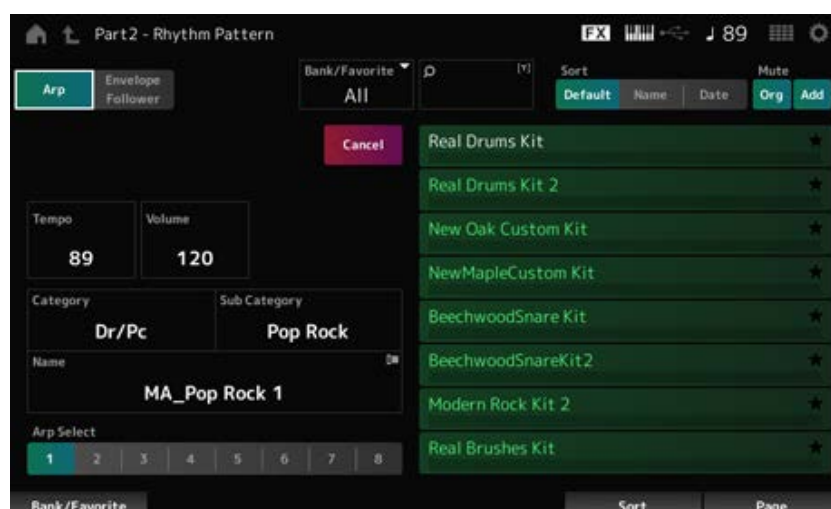 Part2 - Rhythm Pattern
FX
♩ 89
Arp
Envelope
Follower
Bank/Favorite
All
[Y]
Sort
Default
Name
Date
Mute
Org
Add
Cancel
Tempo
89
Volume
120
Category
Dr/Pc
Sub Category
Pop Rock
Name
MA_Pop Rock 1
Arp Select
1 2 3 4 5 6 7 8
Real Drums Kit
Real Drums Kit 2
New Oak Custom Kit
NewMapleCustom Kit
BeechwoodSnare Kit
BeechwoodSnareKit2
Modern Rock Kit 2
Real Brushes Kit
Bank/Favorite
Sort
Page